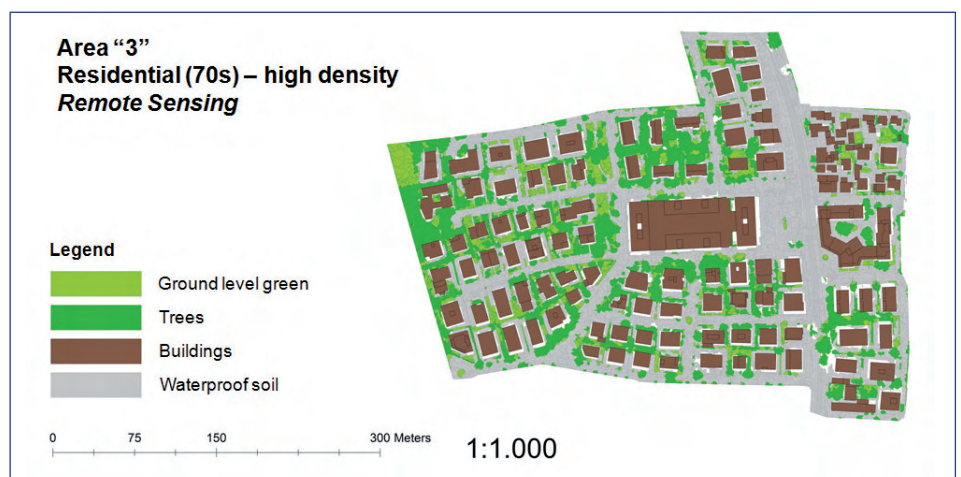 Area “3”
Residential (70s) – high density
Remote Sensing
Legend
Ground level green
Trees
Buildings
Waterproof soil
0 75 150 300 Meters
1:1.000